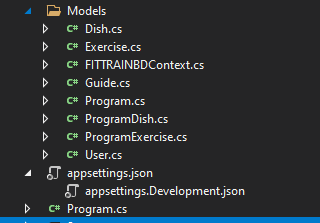 Models
C# Dish.cs
C# Exercise.cs
C# FITTRAINBDContext.cs
C# Guide.cs
C# Program.cs
C# ProgramDish.cs
C# ProgramExercise.cs
C# User.cs
appsettings.json
appsettings.Development.json
C# Program.cs